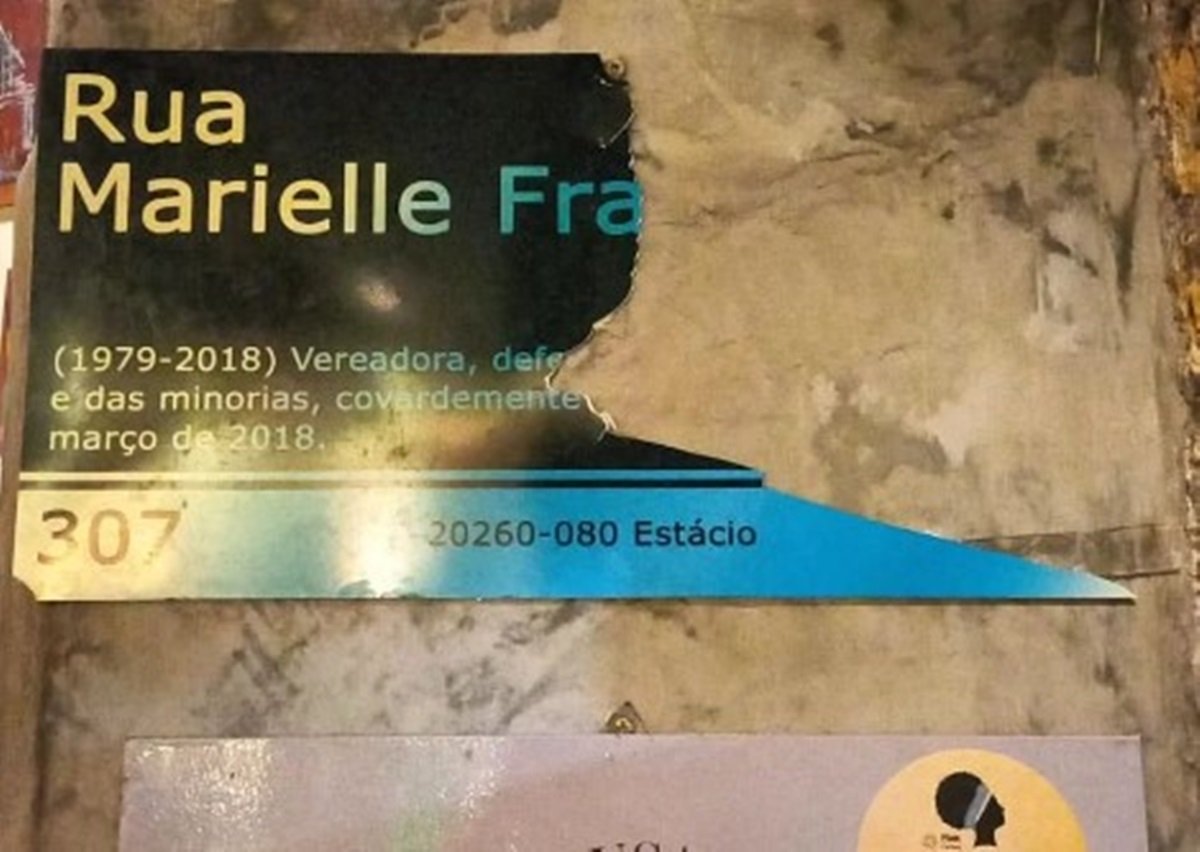 Rua
Marielle Fra
(1979-2018) Vereadora, defe
e das minorias, covardemente
março de 2018.
307
-20260-080 Estácio